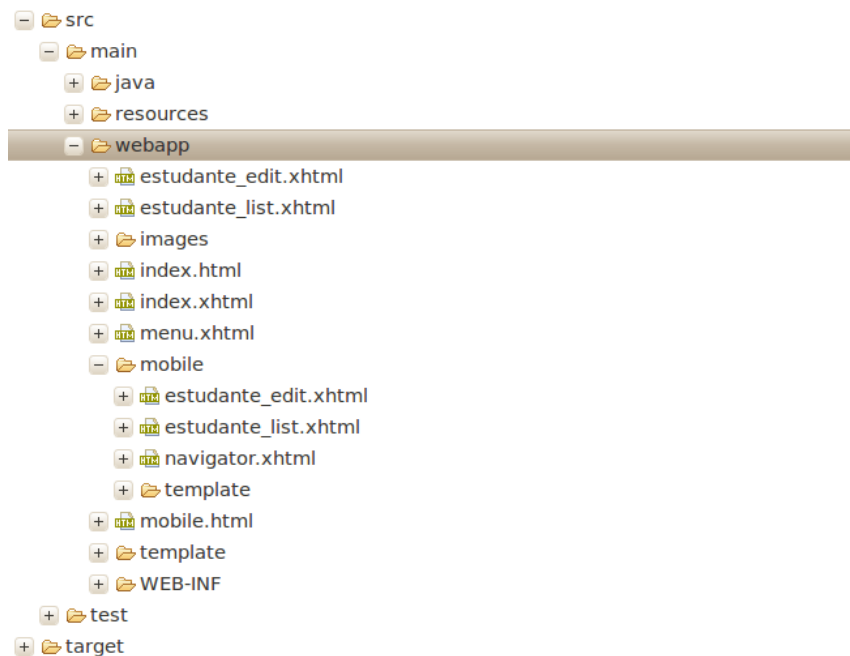 src
main
java
resources
webapp
estudante_edit.xhtml
estudante_list.xhtml
images
index.html
index.xhtml
menu.xhtml
mobile
estudante_edit.xhtml
estudante_list.xhtml
navigator.xhtml
template
mobile.html
template
WEB-INF
test
target